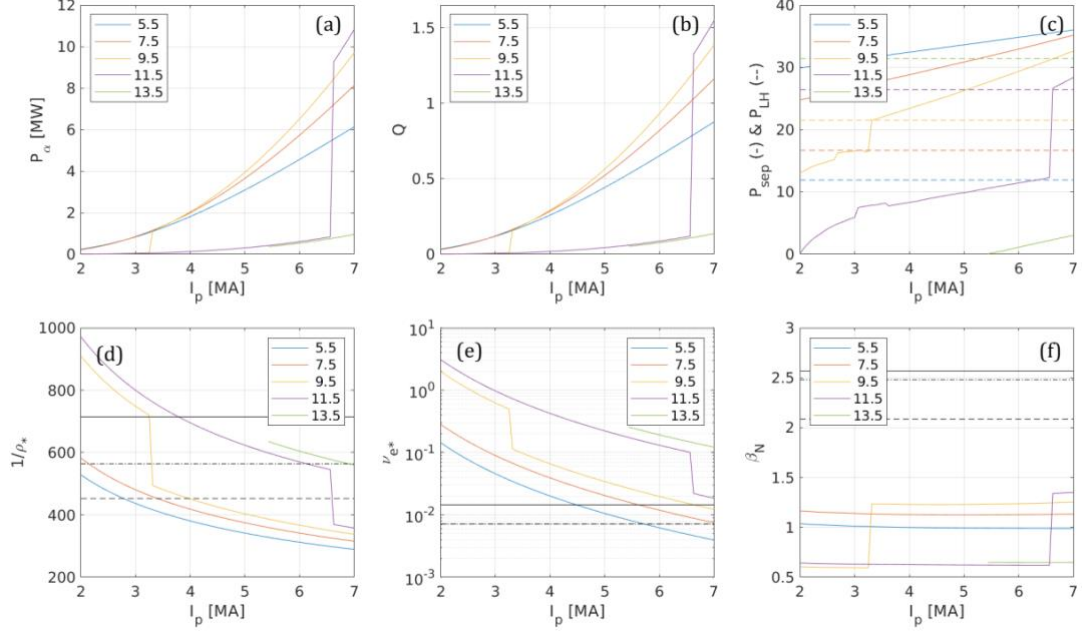 (a)
5.5
7.5
9.5
11.5
13.5
P_α [MW]
12
10
8
6
4
2
0
2 3 4 5 6 7
I_p [MA]
(b)
5.5
7.5
9.5
11.5
13.5
Q
1.5
1
0.5
0
2 3 4 5 6 7
I_p [MA]
(c)
5.5
7.5
9.5
11.5
13.5
P_sep (-) & P_LH (--)
40
30
20
10
0
2 3 4 5 6 7
I_p [MA]
(d)
5.5
7.5
9.5
11.5
13.5
1/ρ_*
1000
800
600
400
200
2 3 4 5 6 7
I_p [MA]
(e)
5.5
7.5
9.5
11.5
13.5
ν_e*
10^1
10^0
10^-1
10^-2
10^-3
2 3 4 5 6 7
I_p [MA]
(f)
5.5
7.5
9.5
11.5
13.5
β_N
3
2.5
2
1.5
1
0.5
2 3 4 5 6 7
I_p [MA]